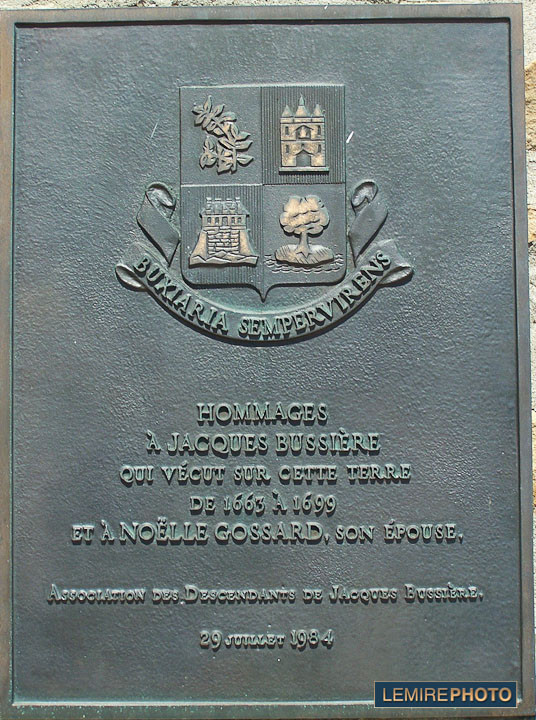 BUXIARIA SEMPERVIRENS
HOMMAGES
À JACQUES BUSSIÈRE
QUI VÉCUT SUR CETTE TERRE
DE 1663 À 1699
ET À NOËLLE GOSSARD, SON ÉPOUSE.
ASSOCIATION DES DESCENDANTS DE JACQUES BUSSIÈRE.
29 JUILLET 1984
LEMIREPHOTO